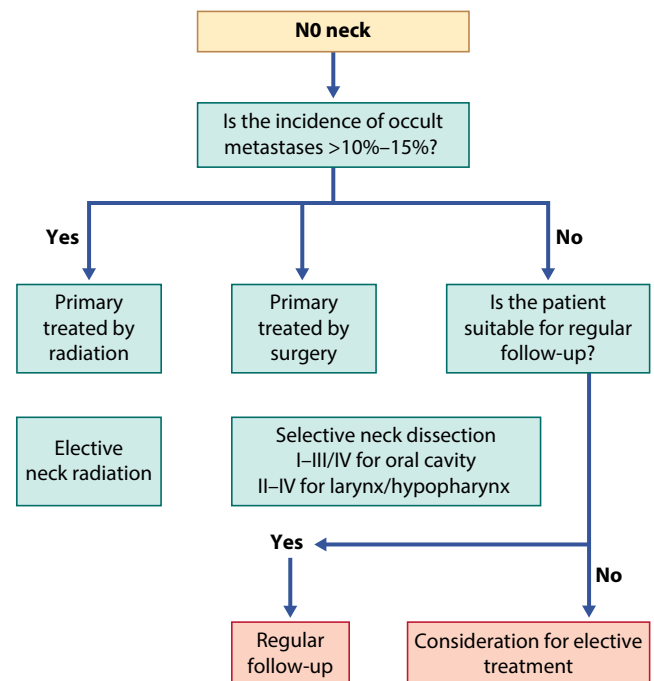 N0 neck
Is the incidence of occult
metastases >10%–15%?
Yes
No
Primary
treated by
radiation
Primary
treated by
surgery
Is the patient
suitable for regular
follow-up?
Elective
neck radiation
Selective neck dissection
I–III/IV for oral cavity
II–IV for larynx/hypopharynx
Yes
No
Regular
follow-up
Consideration for elective
treatment